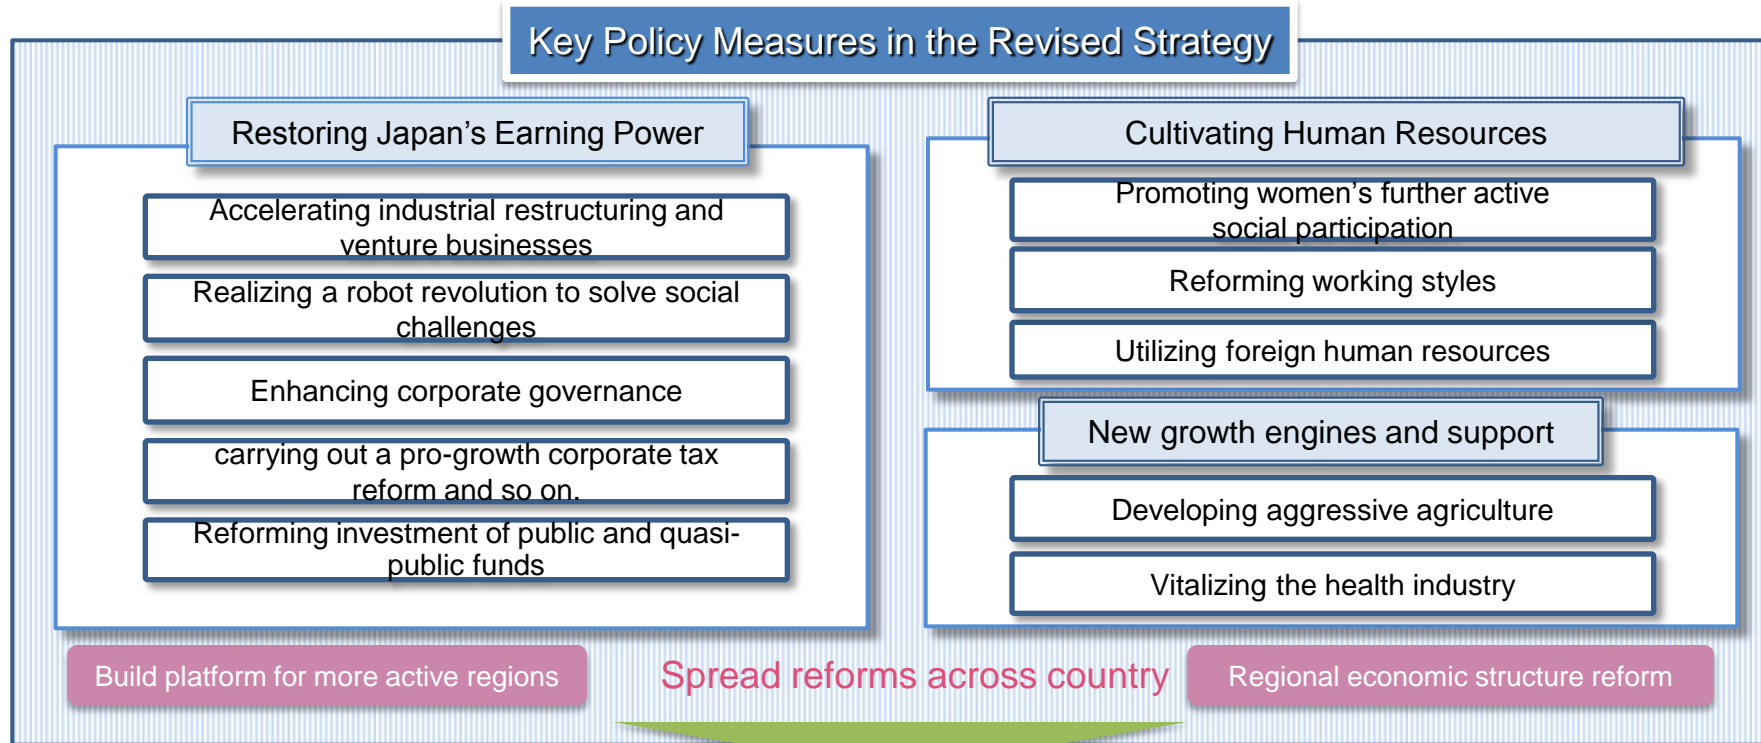 Key Policy Measures in the Revised Strategy
Restoring Japan’s Earning Power
Accelerating industrial restructuring and
venture businesses
Realizing a robot revolution to solve social
challenges
Enhancing corporate governance
carrying out a pro-growth corporate tax
reform and so on.
Reforming investment of public and quasi-
public funds
Cultivating Human Resources
Promoting women’s further active
social participation
Reforming working styles
Utilizing foreign human resources
New growth engines and support
Developing aggressive agriculture
Vitalizing the health industry
Build platform for more active regions
Spread reforms across country
Regional economic structure reform